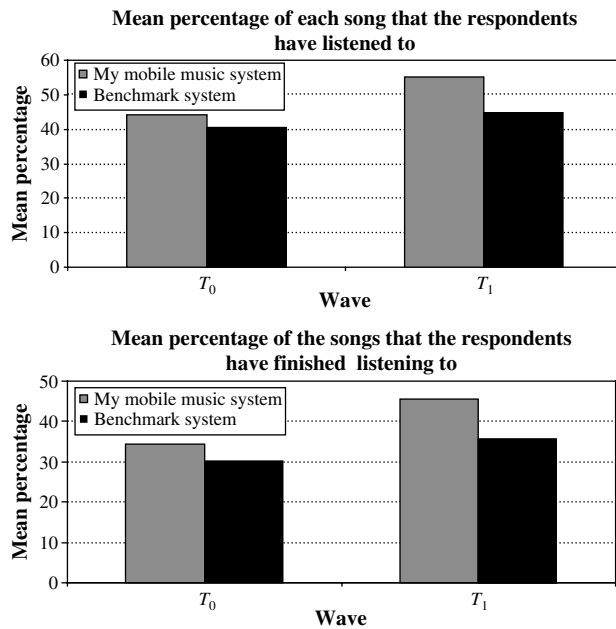 Mean percentage of each song that the respondents
have listened to
Mean percentage
60
50
40
30
20
10
0
My mobile music system
Benchmark system
T0
T1
Wave
Mean percentage of the songs that the respondents
have finished listening to
Mean percentage
50
40
30
20
10
0
My mobile music system
Benchmark system
T0
T1
Wave